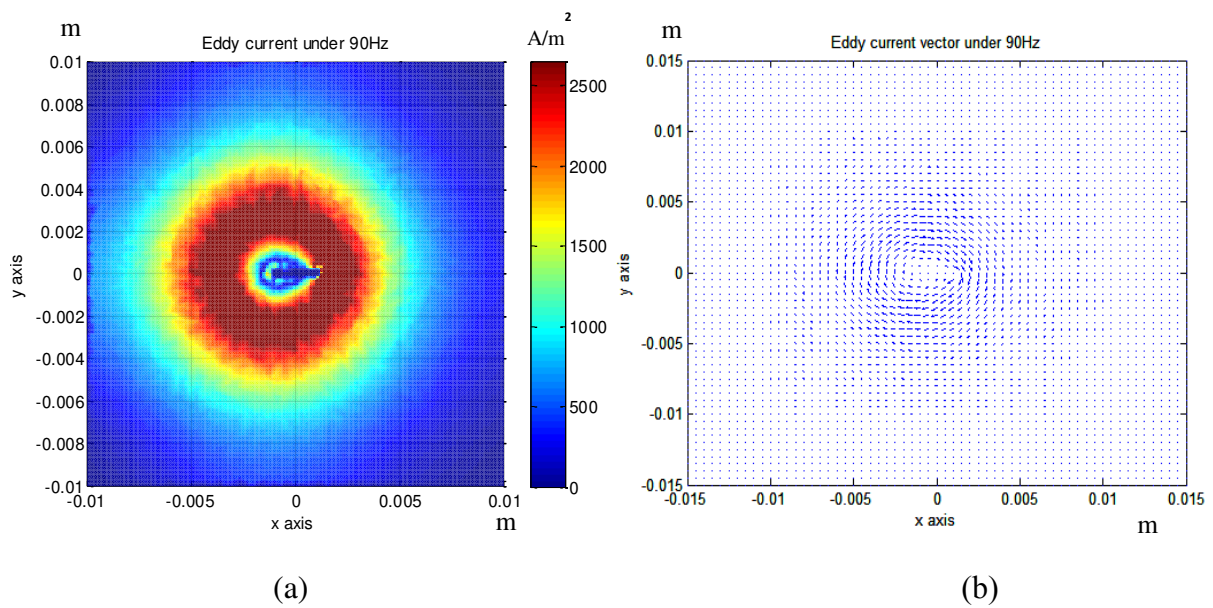 m
Eddy current under 90Hz
A/m²
0.01
0.008
0.006
0.004
0.002
0
-0.002
-0.004
-0.006
-0.008
-0.01
y axis
-0.01 -0.005 0 0.005 0.01
x axis
m
2500
2000
1500
1000
500
0
(a)
m
Eddy current vector under 90Hz
0.015
0.01
0.005
0
-0.005
-0.01
-0.015
y axis
-0.015 -0.01 -0.005 0 0.005 0.01 0.015
x axis
m
(b)